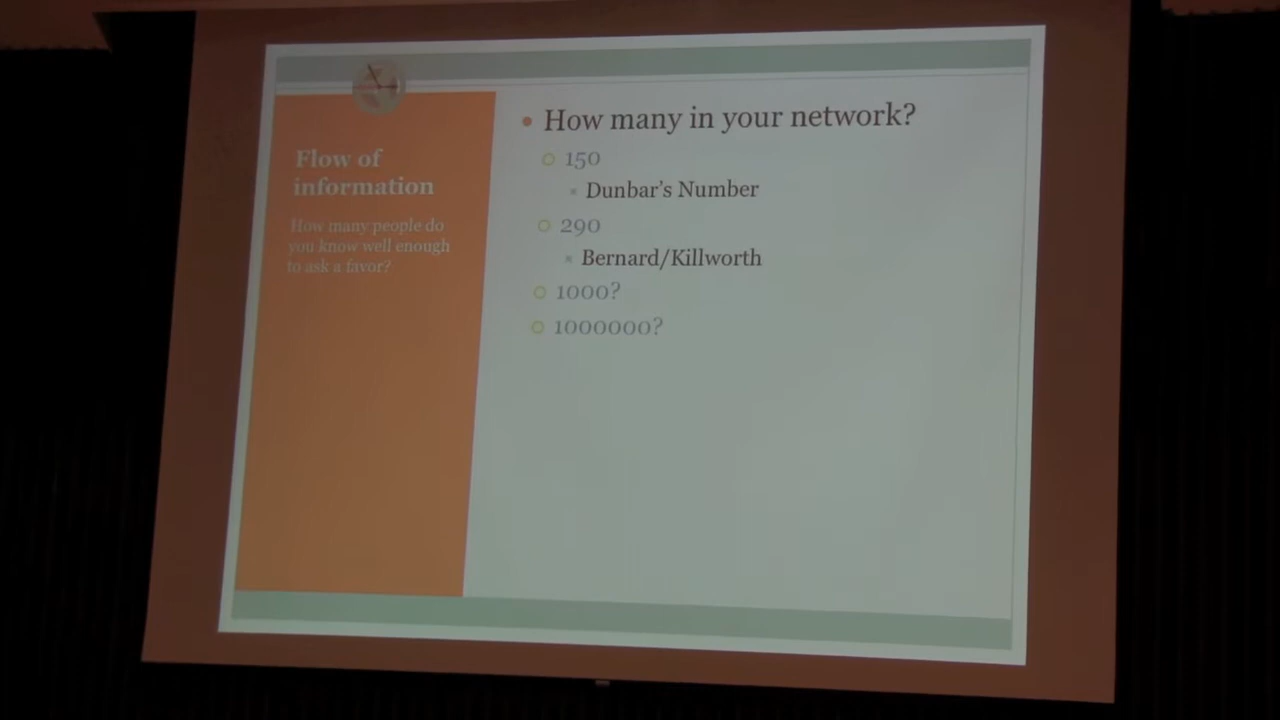 Flow of
information
How many people do
you know well enough
to ask a favor?
How many in your network?
150
Dunbar's Number
290
Bernard/Killworth
1000?
1000000?